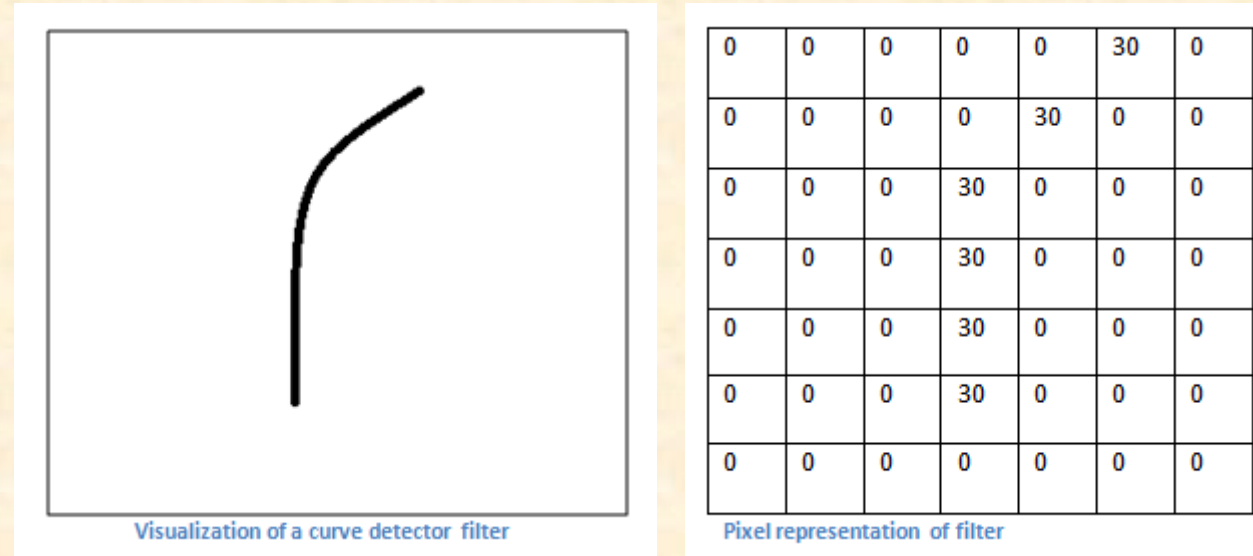 0 0 0 0 0 30 0
0 0 0 0 30 0 0
0 0 0 30 0 0 0
0 0 0 30 0 0 0
0 0 0 30 0 0 0
0 0 0 30 0 0 0
0 0 0 0 0 0 0
Visualization of a curve detector filter
Pixel representation of filter